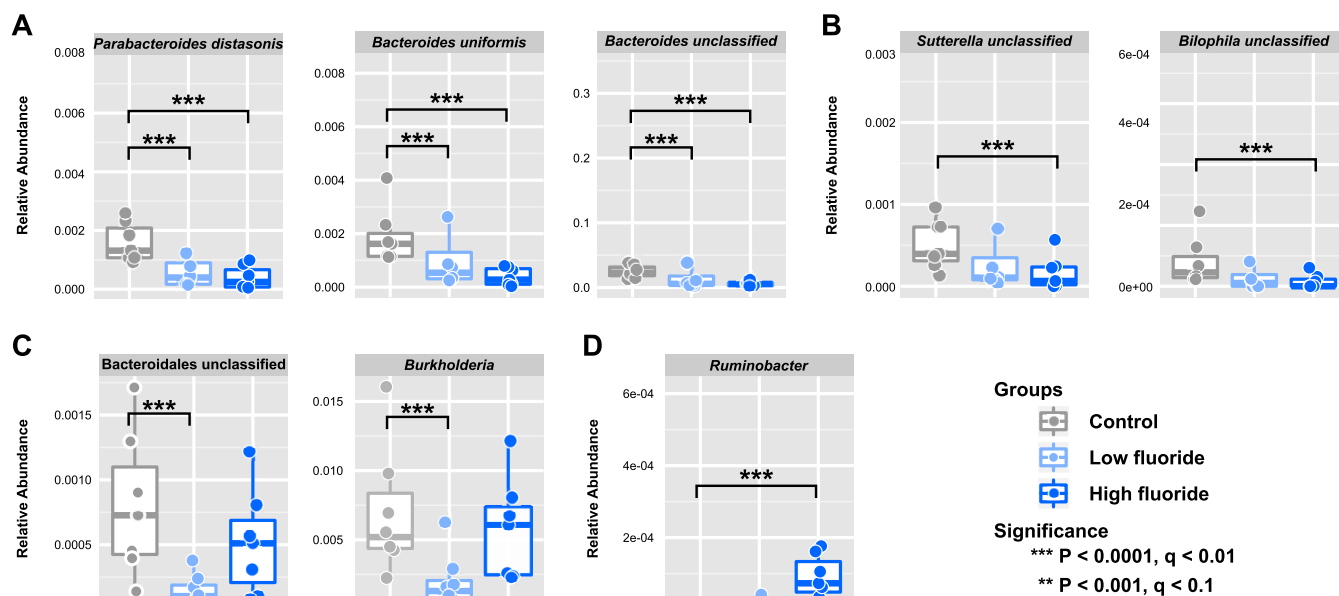 A
B
Parabacteroides distasonis
Bacteroides uniformis
Bacteroides unclassified
Sutterella unclassified
Bilophila unclassified
Relative Abundance
0.008
0.006
0.004
0.002
0.000
***
***
0.008
0.006
0.004
0.002
0.000
***
***
0.3
0.2
0.1
0.0
***
***
Relative Abundance
0.003
0.002
0.001
0.000
***
6e-04
4e-04
2e-04
0e+00
***
C
D
Bacteroidales unclassified
Burkholderia
Ruminobacter
Relative Abundance
0.0015
0.0010
0.0005
***
0.015
0.010
0.005
***
Relative Abundance
6e-04
4e-04
2e-04
***
Groups
Control
Low fluoride
High fluoride
Significance
*** P < 0.0001, q < 0.01
** P < 0.001, q < 0.1